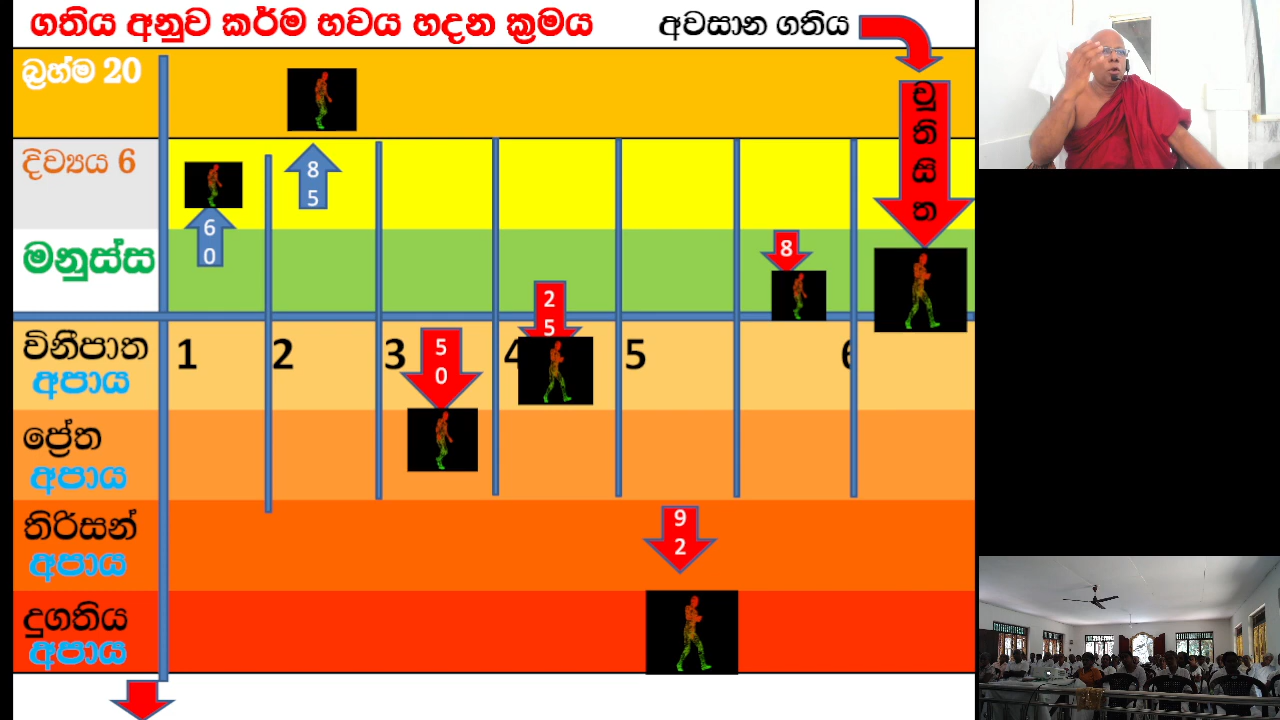 ගතිය අනුව කර්ම භවය හදන ක්‍රමය
අවසාන ගතිය
බ්‍රහ්ම 20
චුතිසිත
දිව්‍යය 6
8
5
6
0
මනුස්ස
8
2
5
විනීපාත
අපාය
1
2
3
5
0
4
5
6
ප්‍රේත
අපාය
තිරිසන්
අපාය
9
2
දුගතිය
අපාය